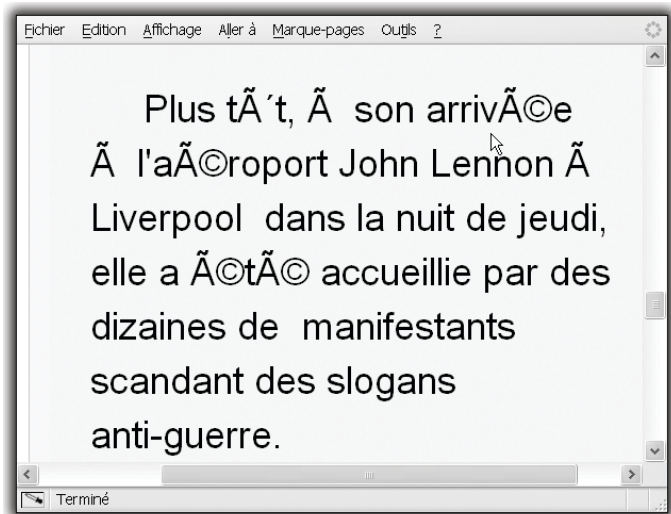 Fichier Edition Affichage Aller à Marque-pages Outils ?
Plus tÃ´t, Ã  son arrivÃ©e
Ã  l'aÃ©roport John Lennon Ã
Liverpool  dans la nuit de jeudi,
elle a Ã©tÃ© accueillie par des
dizaines de  manifestants
scandant des slogans
anti-guerre.
Terminé